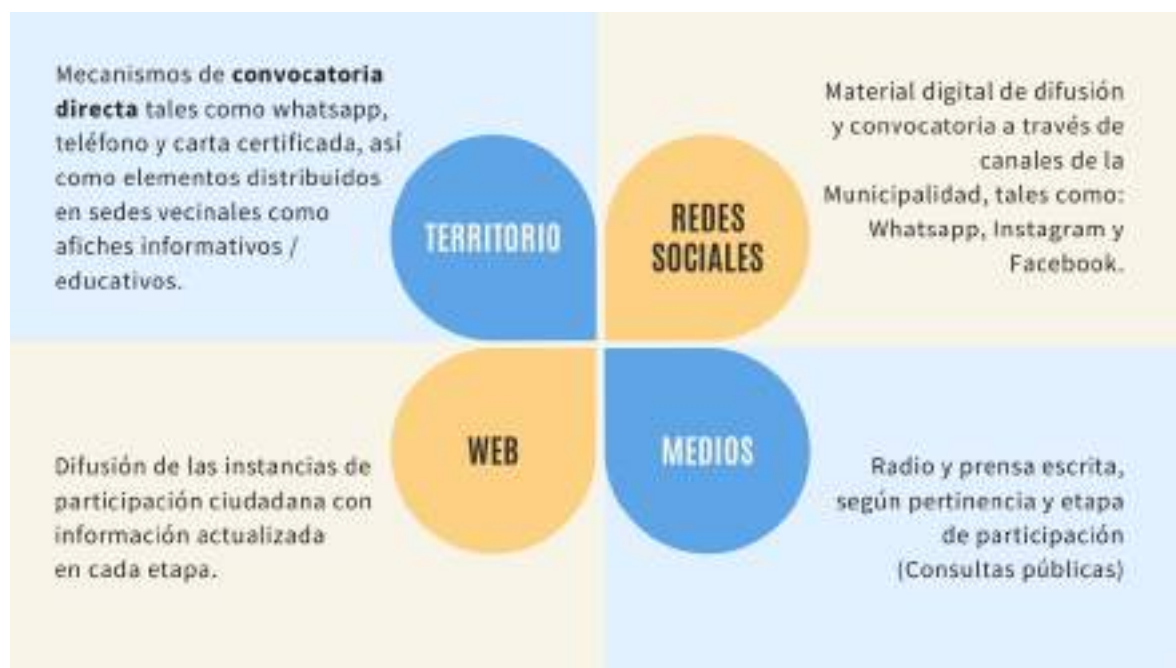 Mecanismos de convocatoria
directa tales como whatsapp,
teléfono y carta certificada, así
como elementos distribuidos
en sedes vecinales como
afiches informativos /
educativos.
TERRITORIO
REDES
SOCIALES
Material digital de difusión
y convocatoria a través de
canales de la
Municipalidad, tales como:
Whatsapp, Instagram y
Facebook.
Difusión de las instancias de
participación ciudadana con
información actualizada
en cada etapa.
WEB
MEDIOS
Radio y prensa escrita,
según pertinencia y etapa
de participación
(Consultas públicas)